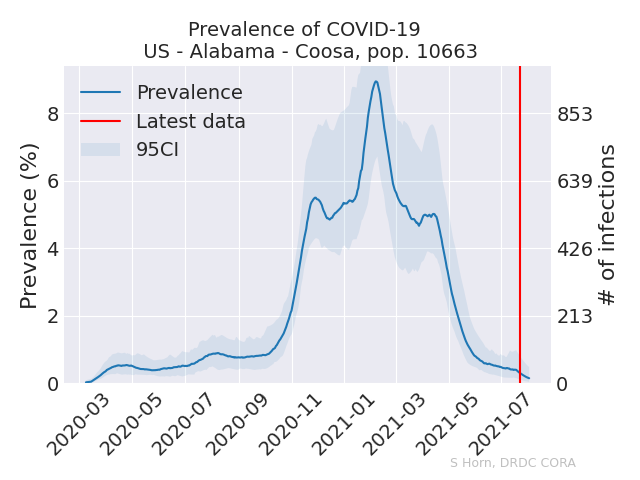 Prevalence of COVID-19
US - Alabama - Coosa, pop. 10663
Prevalence
Latest data
95CI
Prevalence (%)
8
6
4
2
0
# of infections
853
639
426
213
0
2020-03
2020-05
2020-07
2020-09
2020-11
2021-01
2021-03
2021-05
2021-07
S Horn, DRDC CORA